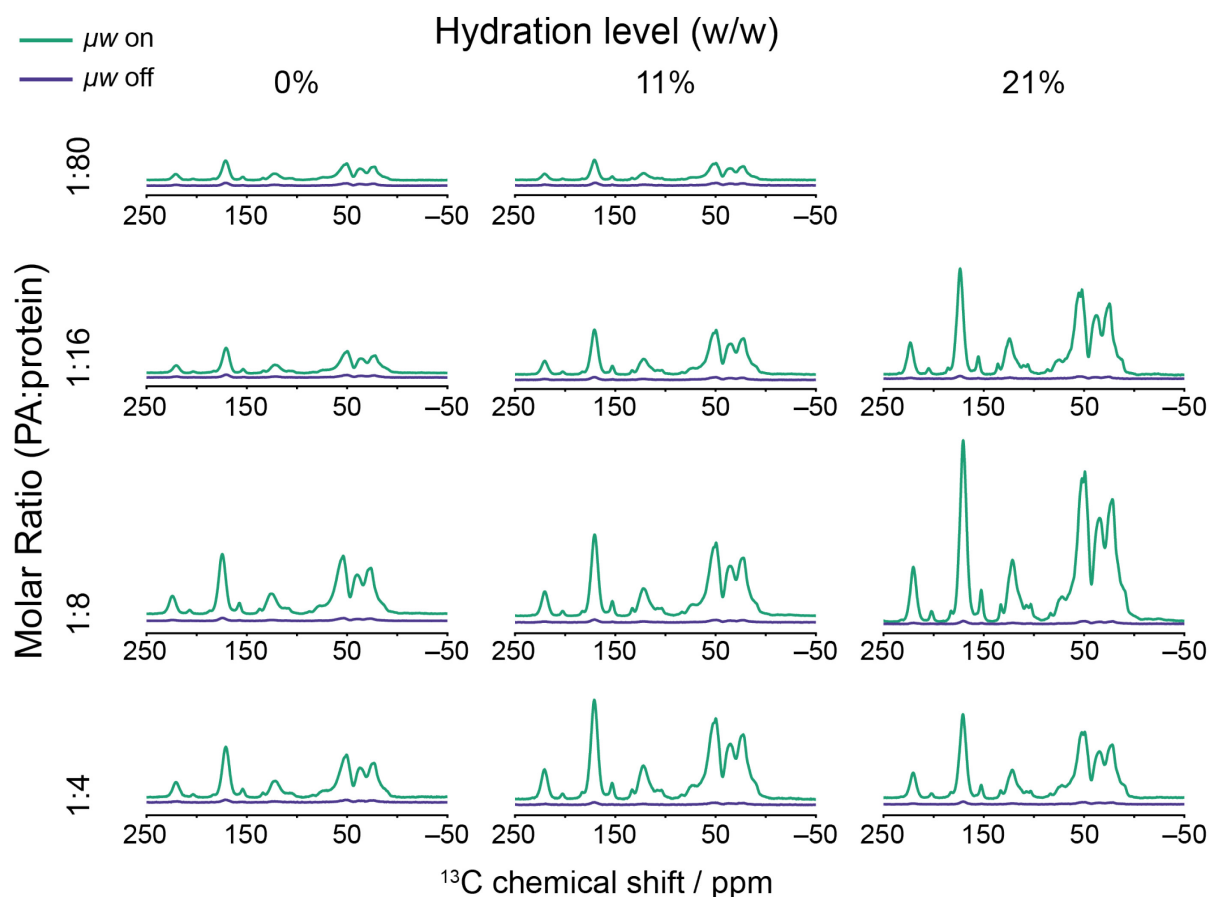 μw on
μw off
Hydration level (w/w)
0% 11% 21%
Molar Ratio (PA:protein)
1:80
250 150 50 –50 250 150 50 –50
1:16
250 150 50 –50 250 150 50 –50 250 150 50 –50
1:8
250 150 50 –50 250 150 50 –50 250 150 50 –50
1:4
250 150 50 –50 250 150 50 –50 250 150 50 –50
¹³C chemical shift / ppm